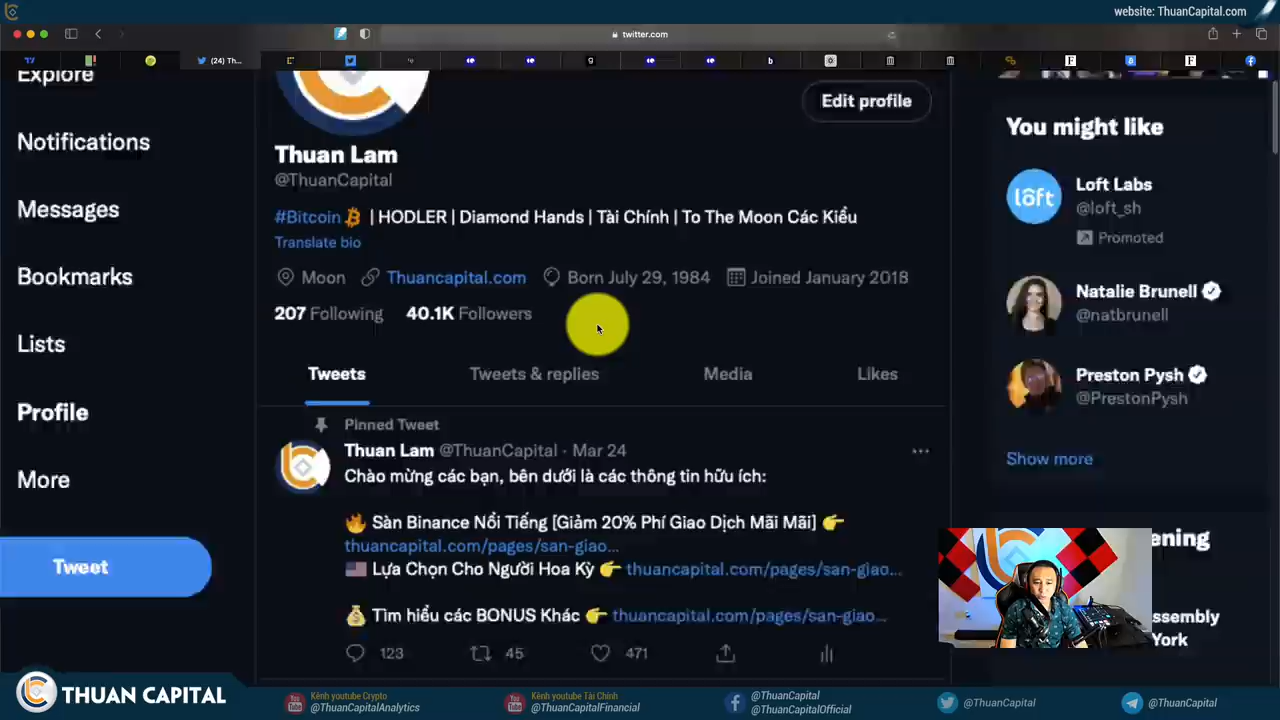 website: ThuanCapital.com
twitter.com
(24) Th...
Explore
Notifications
Messages
Bookmarks
Lists
Profile
More
Tweet
Edit profile
Thuan Lam
@ThuanCapital
#Bitcoin | HODLER | Diamond Hands | Tài Chính | To The Moon Các Kiểu
Translate bio
Moon Thuancapital.com Born July 29, 1984 Joined January 2018
207 Following 40.1K Followers
Tweets Tweets & replies Media Likes
Pinned Tweet
Thuan Lam @ThuanCapital · Mar 24
Chào mừng các bạn, bên dưới là các thông tin hữu ích:
🔥 Sàn Binance Nổi Tiếng [Giảm 20% Phí Giao Dịch Mãi Mãi] 👉
thuancapital.com/pages/san-giao...
🇺🇸 Lựa Chọn Cho Người Hoa Kỳ 👉 thuancapital.com/pages/san-giao...
💰 Tìm hiểu các BONUS Khác 👉 thuancapital.com/pages/san-giao...
123 45 471
You might like
Loft Labs
@loft_sh
Promoted
Natalie Brunell
@natbrunell
Preston Pysh
@PrestonPysh
Show more
ening
ssembly
York
THUAN CAPITAL
Kênh youtube Crypto
@ThuanCapitalAnalytics
Kênh youtube Tài Chính
@ThuanCapitalFinancial
@ThuanCapital
@ThuanCapitalOfficial
@ThuanCapital
@ThuanCapital